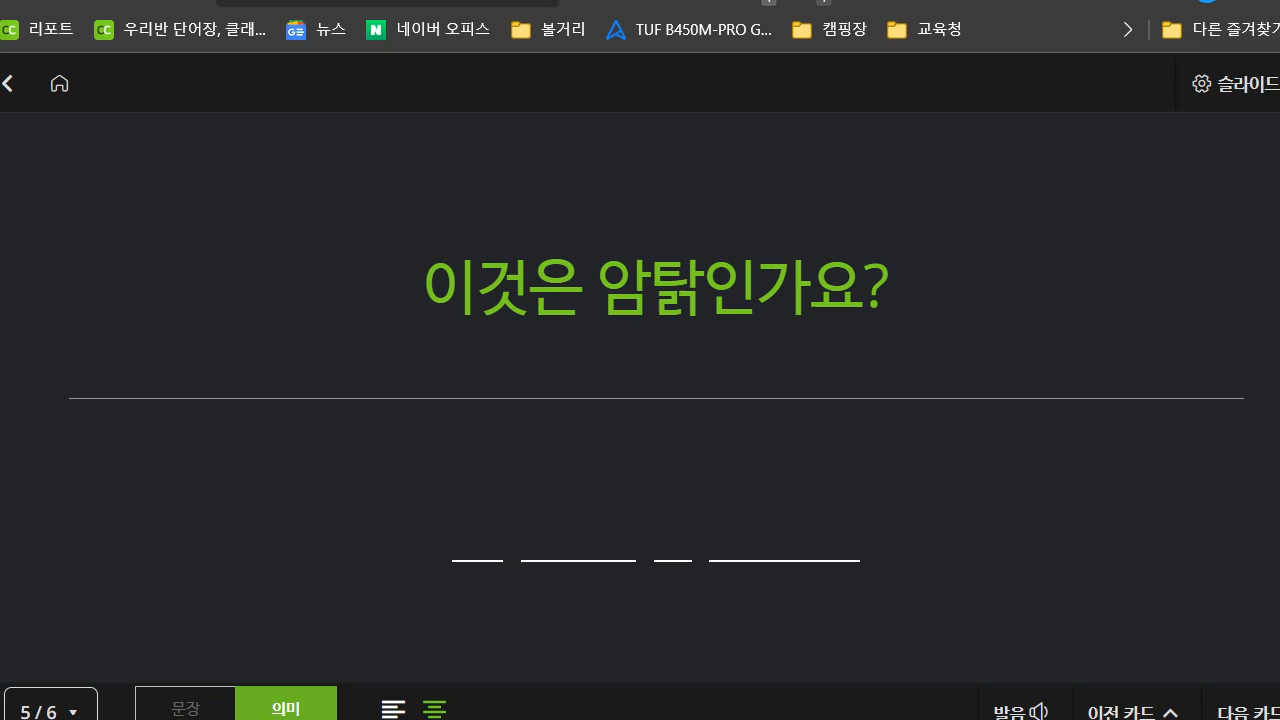 리포트 CC 우리반 단어장, 클래... GE 뉴스 N 네이버 오피스 볼거리 TUF B450M-PRO G... 캠핑장 교육청 다른 즐겨찾기
슬라이드
이것은 암탉인가요?
5 / 6 문장 의미 발음 이전 카드 다음 카드